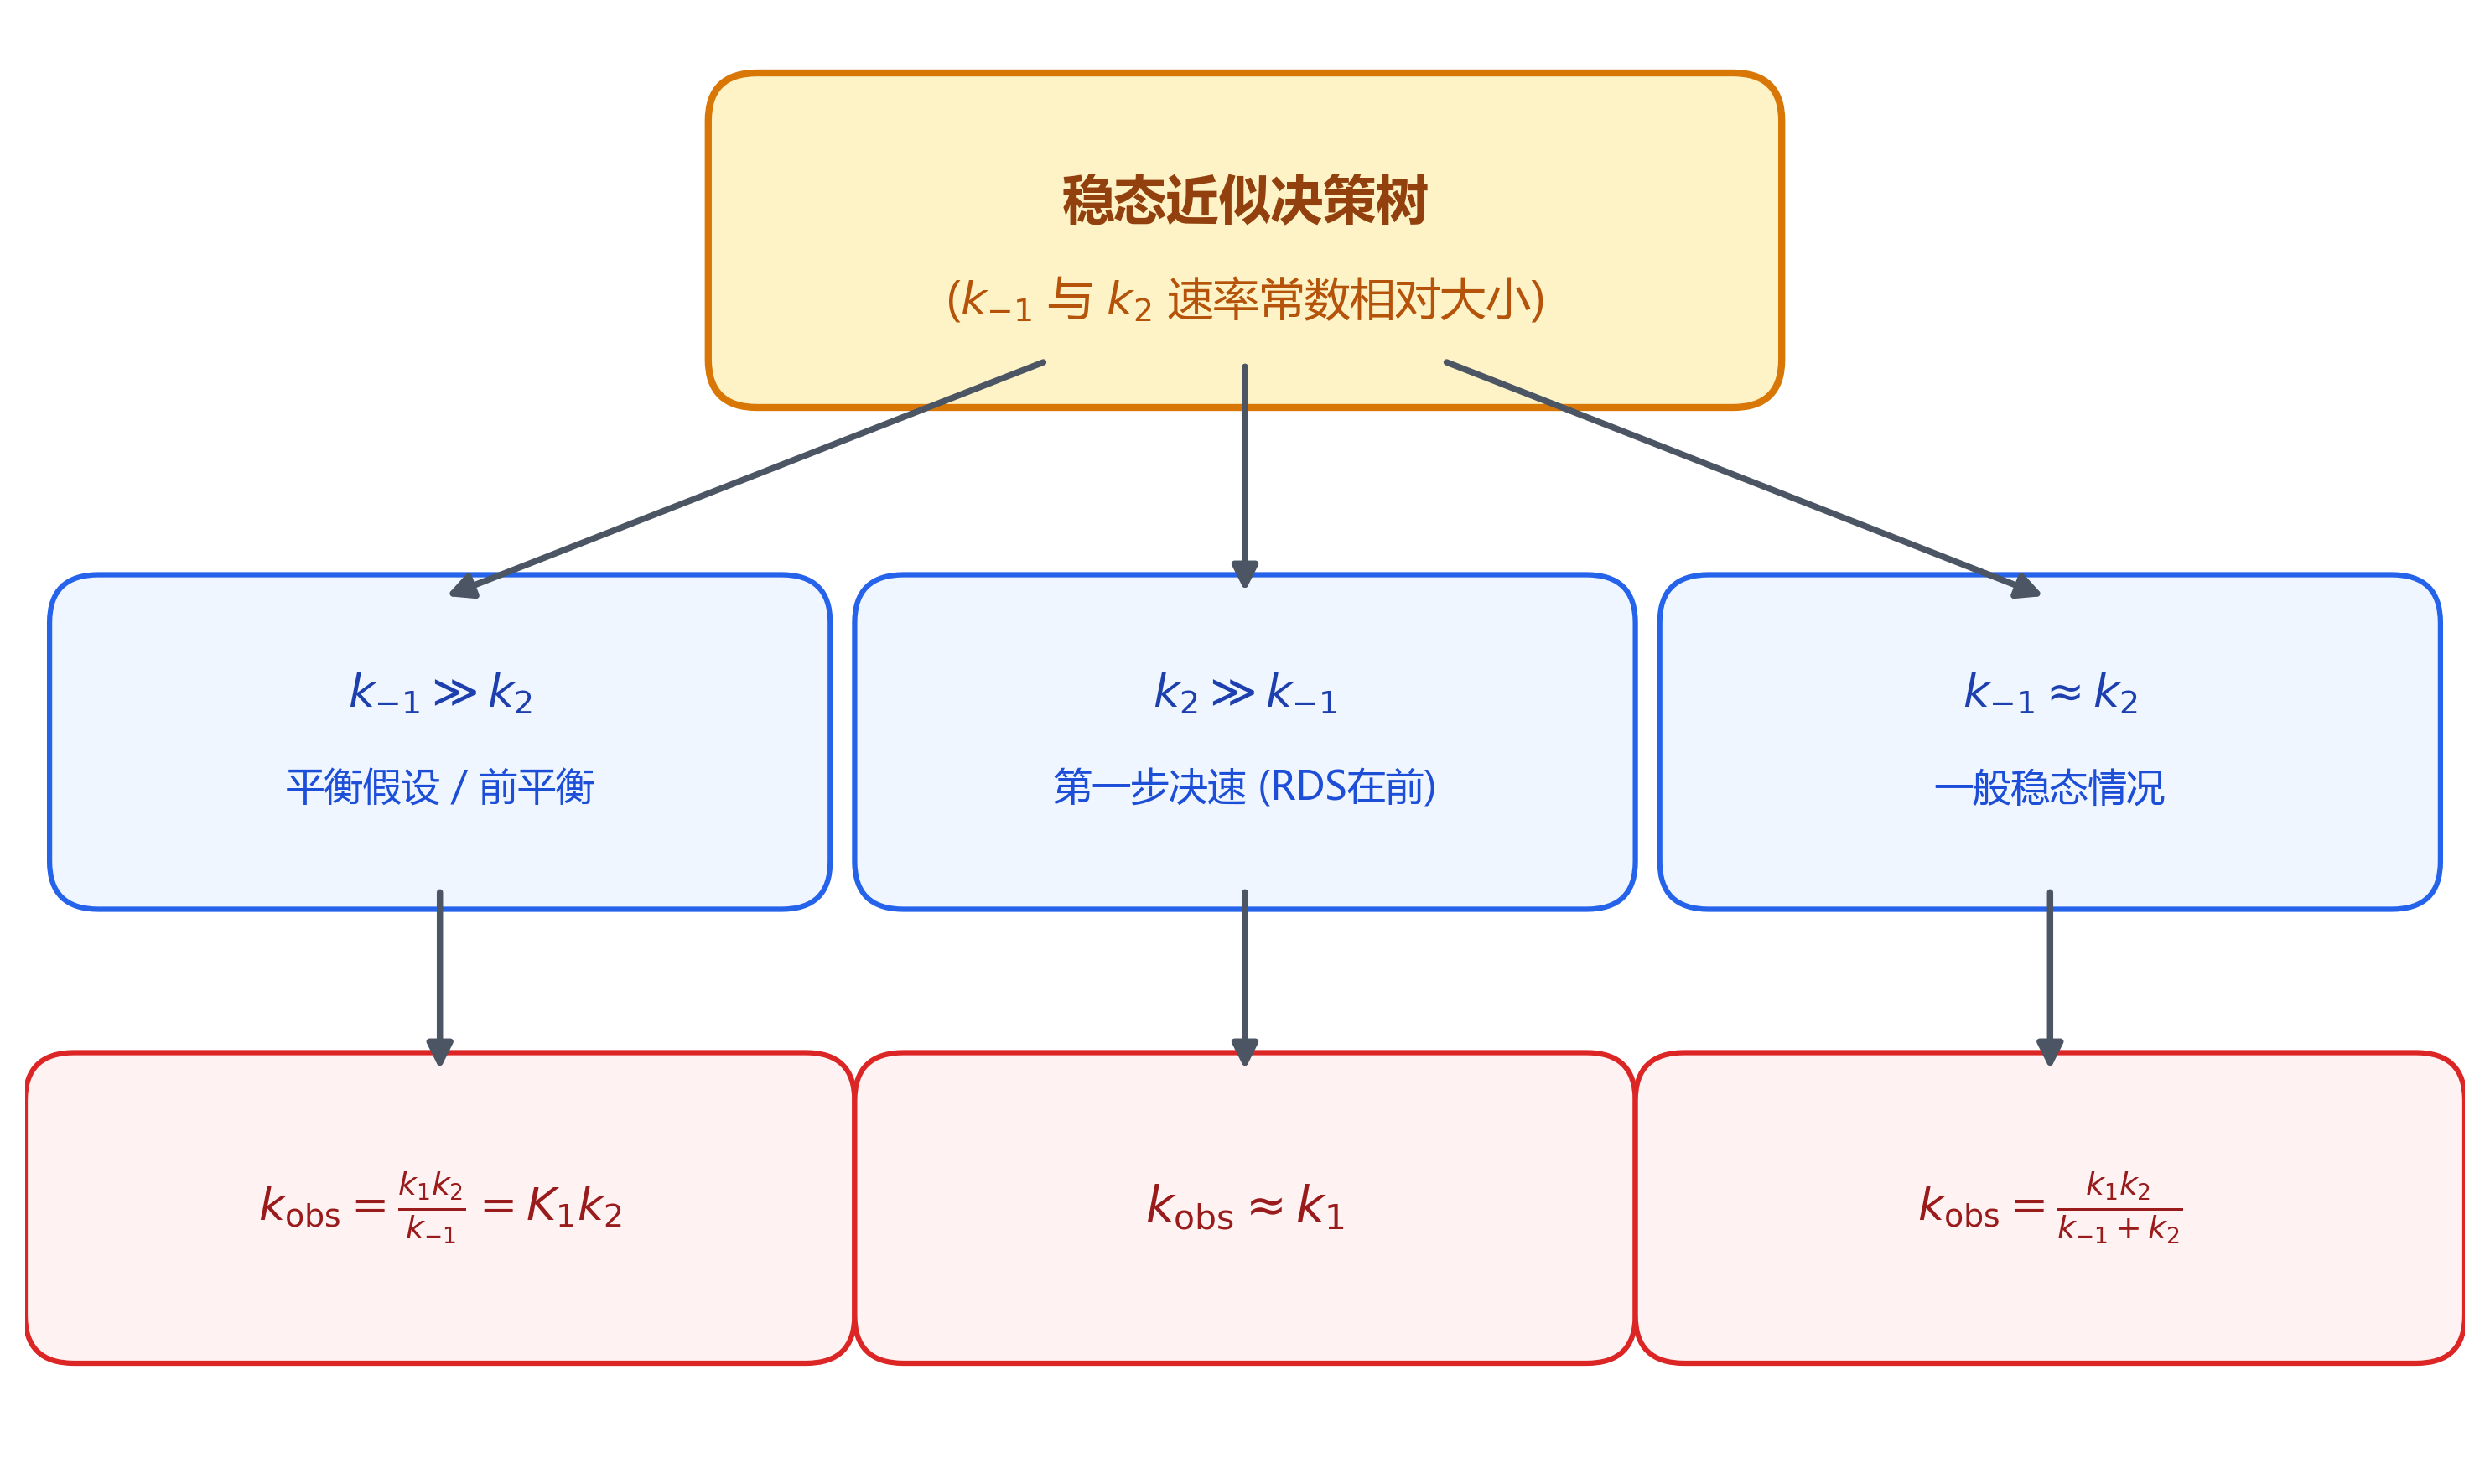 稳态近似决策树
(k₋₁ 与 k₂ 速率常数相对大小)
k₋₁ ≫ k₂
平衡假设 / 前平衡
k₂ ≫ k₋₁
第一步决速 (RDS在前)
k₋₁ ≈ k₂
一般稳态情况
k_obs = k₁k₂/k₋₁ = K₁k₂
k_obs ≈ k₁
k_obs = k₁k₂/(k₋₁ + k₂)